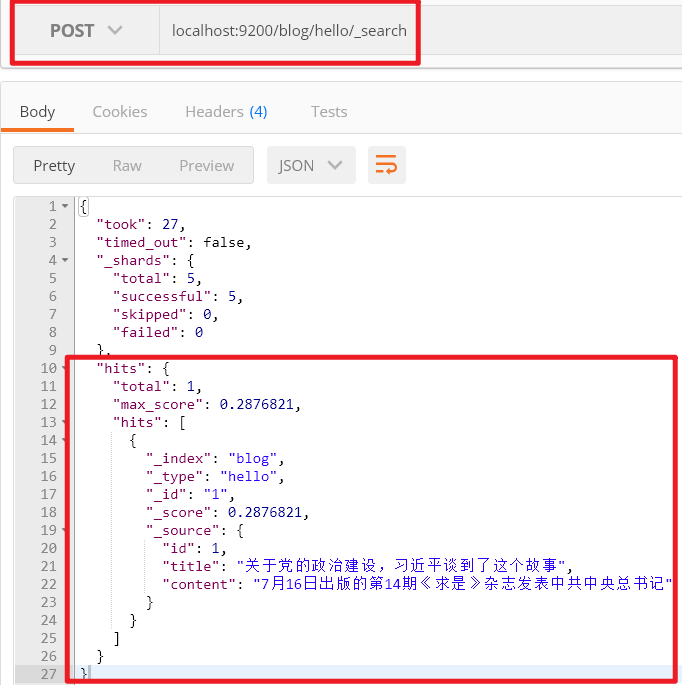 POST localhost:9200/blog/hello/_search
Body Cookies Headers (4) Tests
Pretty Raw Preview JSON
1 {
2 "took": 27,
3 "timed_out": false,
4 "_shards": {
5 "total": 5,
6 "successful": 5,
7 "skipped": 0,
8 "failed": 0
9 },
10 "hits": {
11 "total": 1,
12 "max_score": 0.2876821,
13 "hits": [
14 {
15 "_index": "blog",
16 "_type": "hello",
17 "_id": "1",
18 "_score": 0.2876821,
19 "_source": {
20 "id": 1,
21 "title": "关于党的政治建设，习近平谈到了这个故事",
22 "content": "7月16日出版的第14期《求是》杂志发表中共中央总书记"
23 }
24 }
25 ]
26 }
27 }